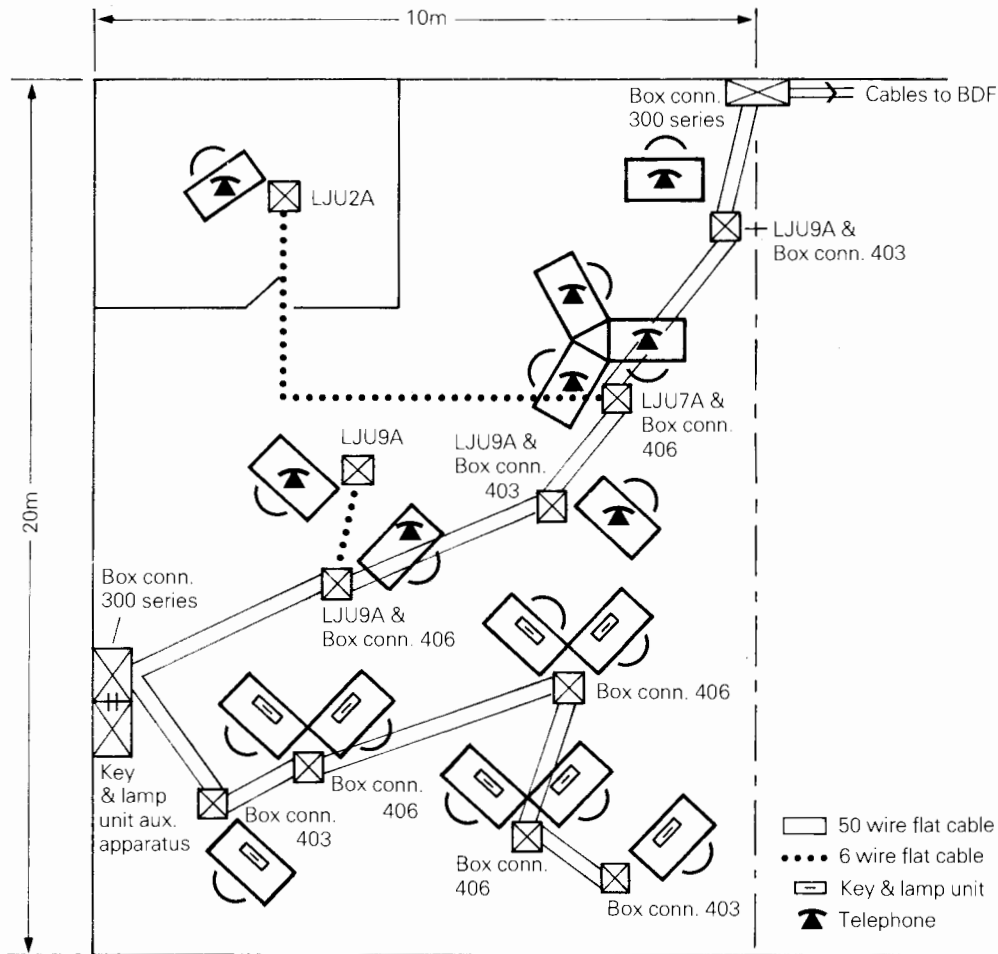 10m
Box conn.
300 series
Cables to BDF
LJU2A
LJU9A &
Box conn. 403
LJU7A &
Box conn.
406
LJU9A
LJU9A &
Box conn.
403
20m
Box conn.
300 series
LJU9A &
Box conn. 406
Box conn. 406
Key
& lamp
unit aux.
apparatus
Box conn.
403
Box conn.
406
Box conn.
406
Box conn. 403
50 wire flat cable
6 wire flat cable
Key & lamp unit
Telephone